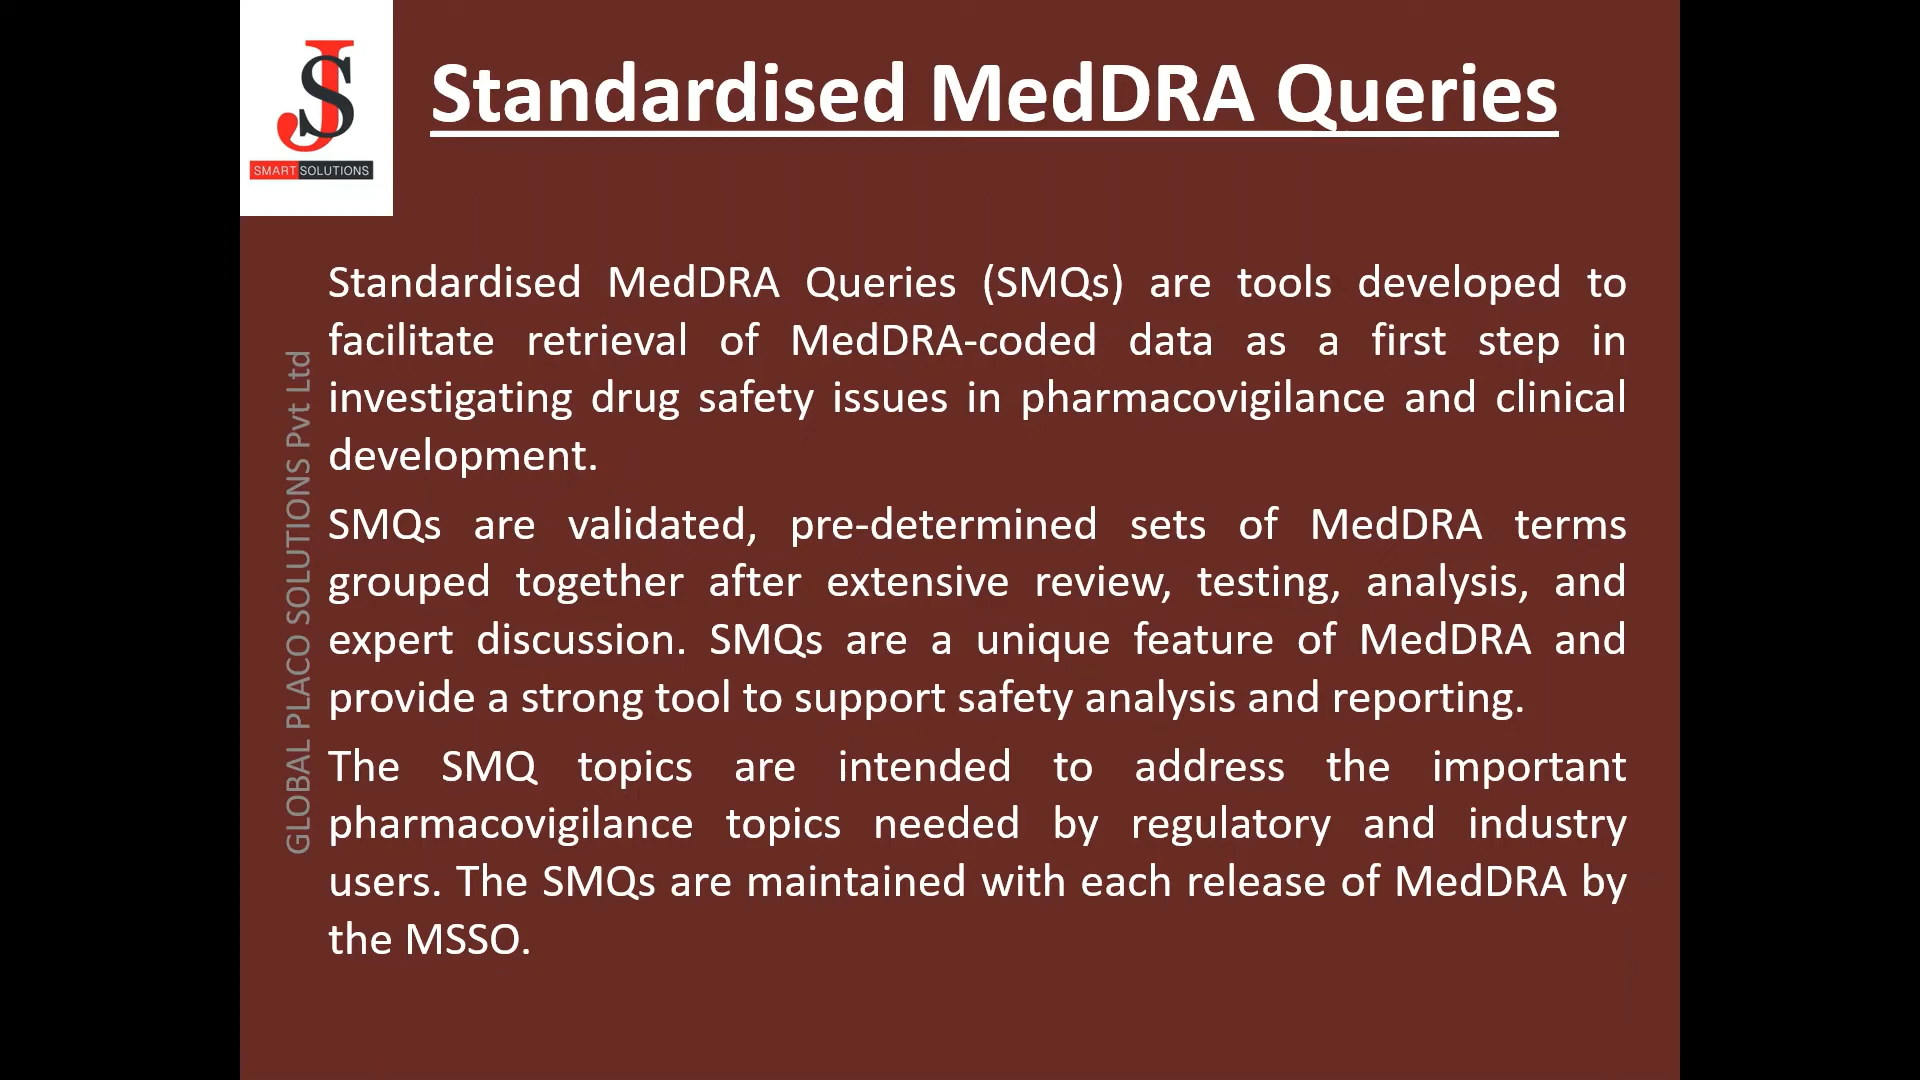 JS
SMART SOLUTIONS
Standardised MedDRA Queries
Standardised MedDRA Queries (SMQs) are tools developed to
facilitate retrieval of MedDRA-coded data as a first step in
investigating drug safety issues in pharmacovigilance and clinical
development.
SMQs are validated, pre-determined sets of MedDRA terms
grouped together after extensive review, testing, analysis, and
expert discussion. SMQs are a unique feature of MedDRA and
provide a strong tool to support safety analysis and reporting.
The SMQ topics are intended to address the important
pharmacovigilance topics needed by regulatory and industry
users. The SMQs are maintained with each release of MedDRA by
the MSSO.
GLOBAL PLACO SOLUTIONS Pvt Ltd